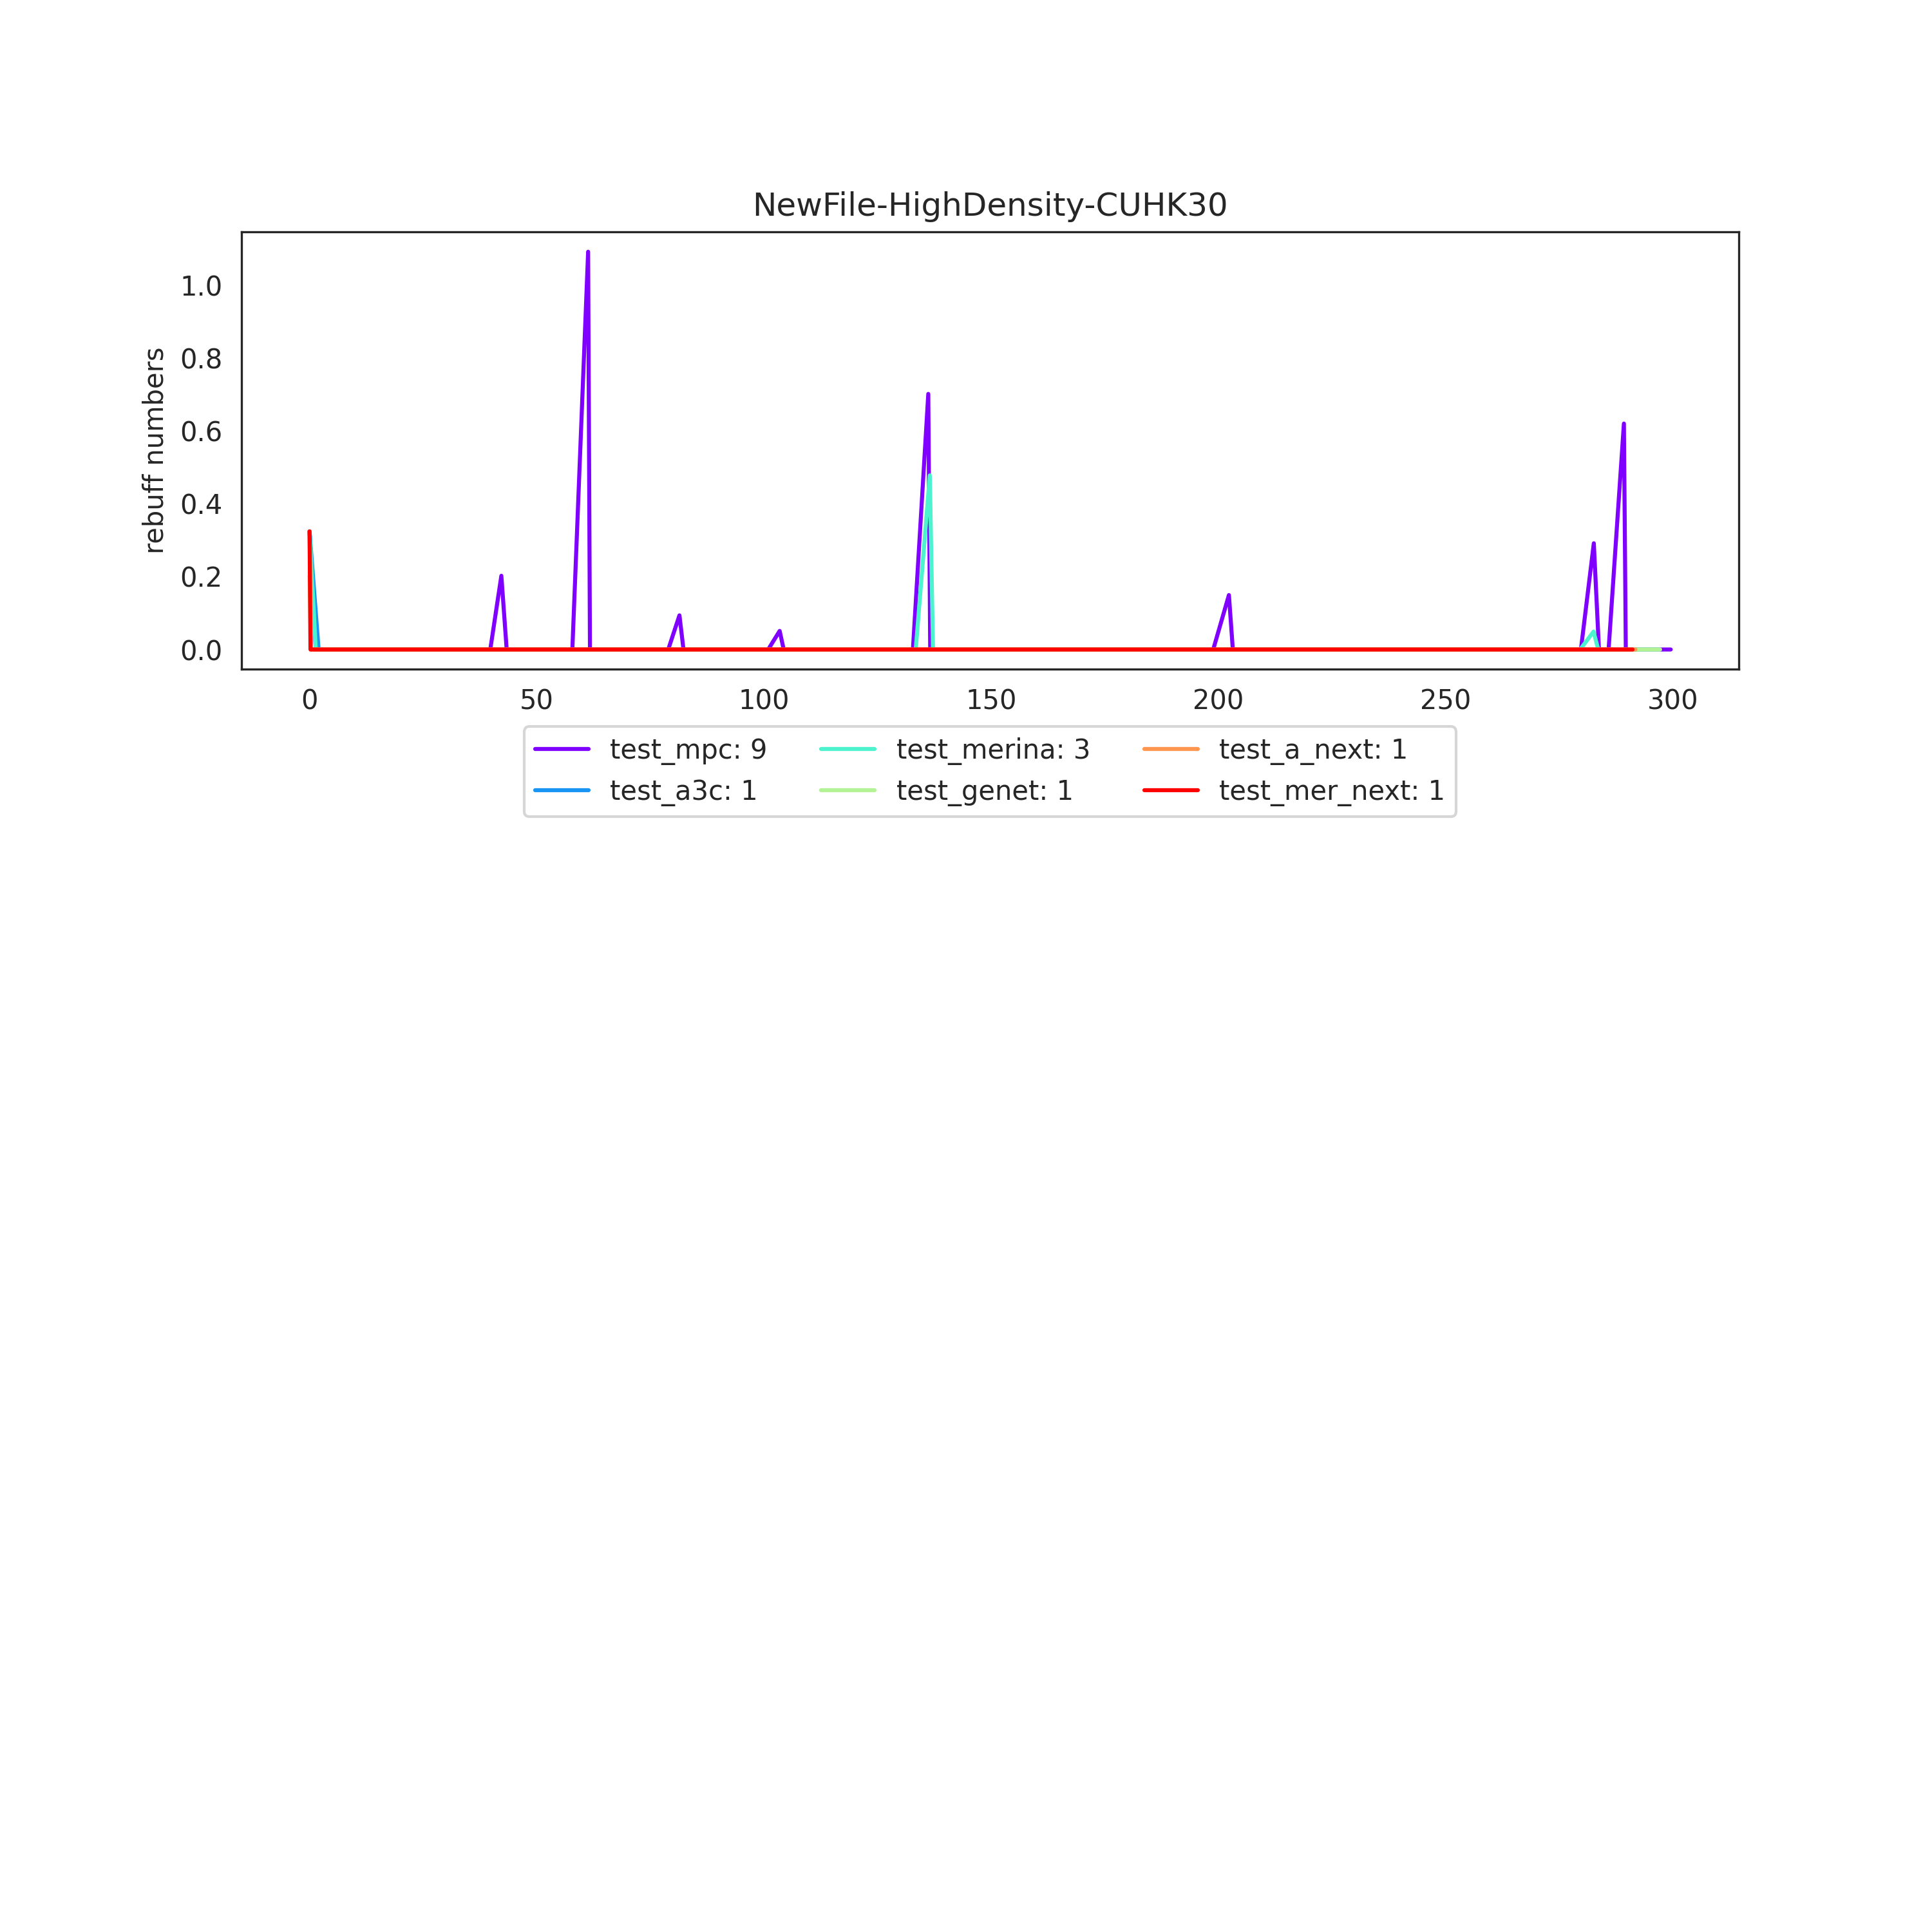 NewFile-HighDensity-CUHK30
rebuff numbers
1.0
0.8
0.6
0.4
0.2
0.0
0 50 100 150 200 250 300
test_mpc: 9 test_merina: 3 test_a_next: 1
test_a3c: 1 test_genet: 1 test_mer_next: 1